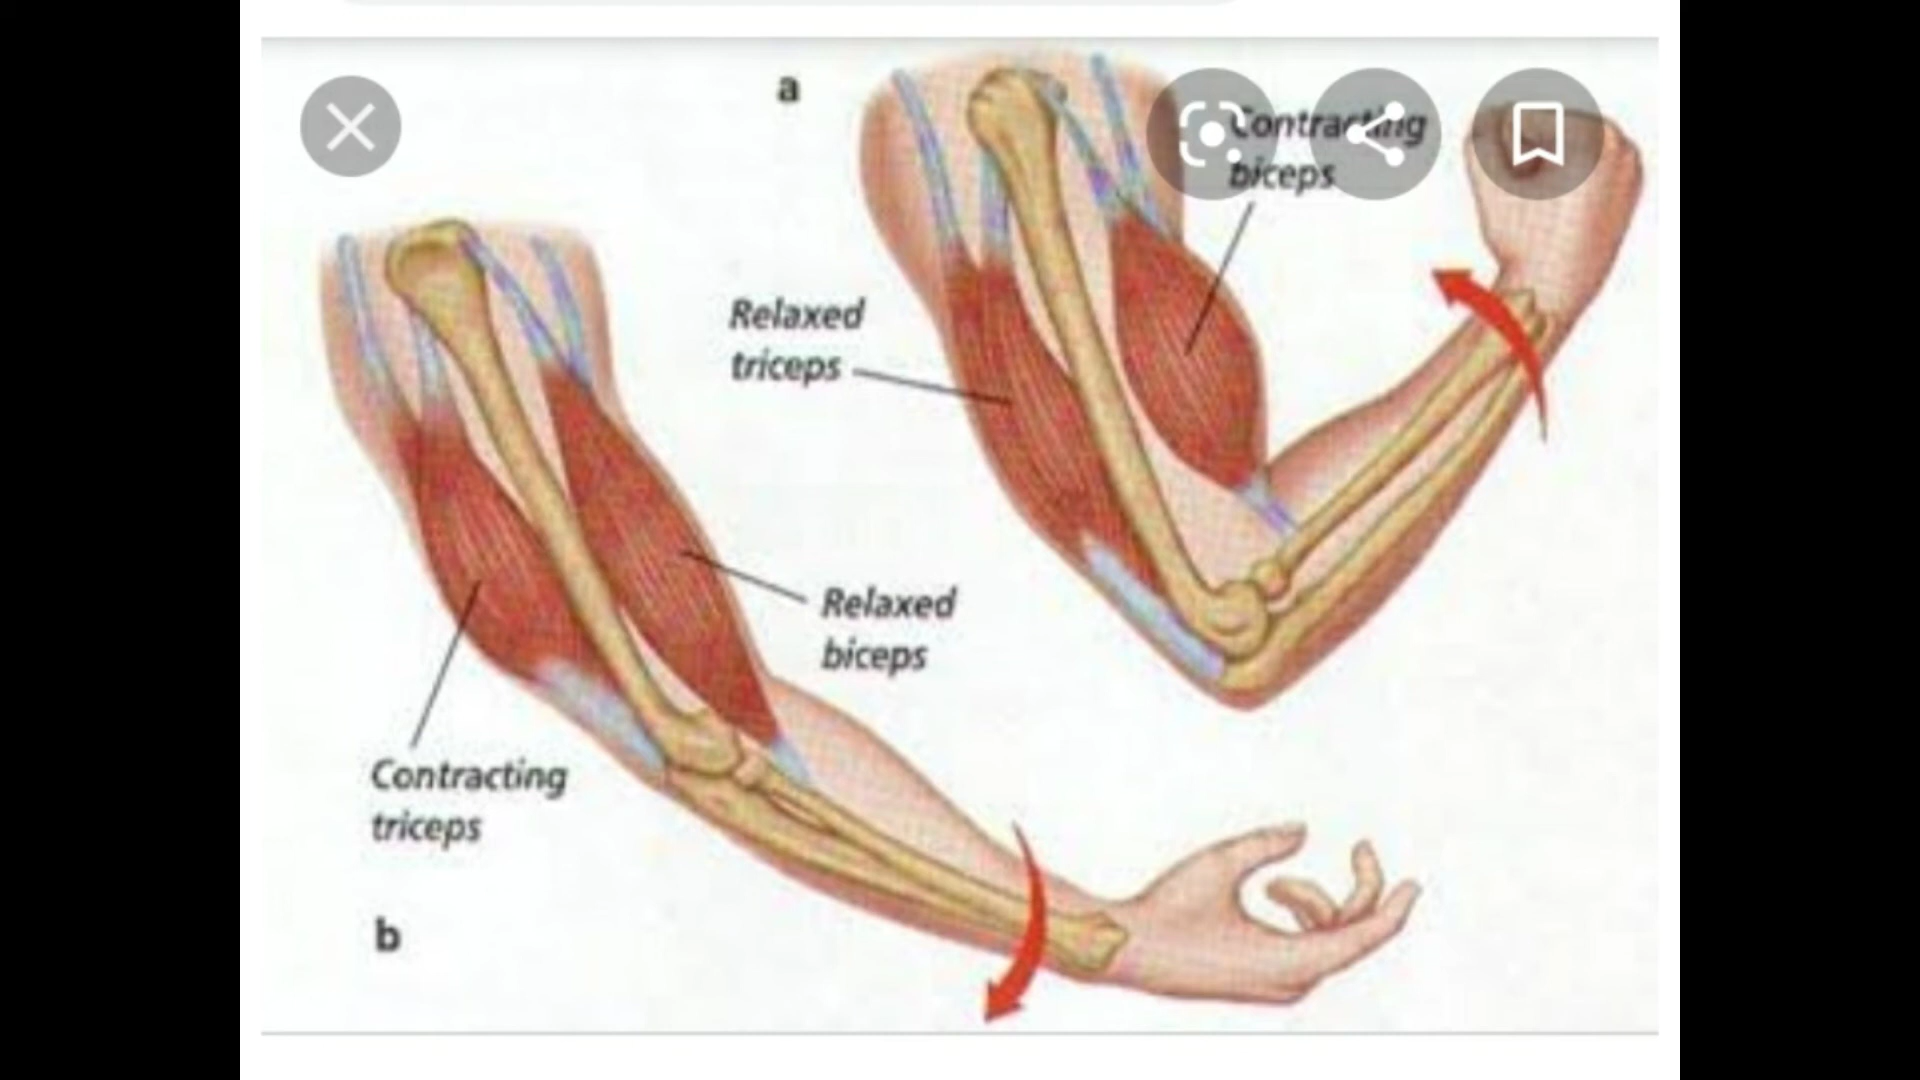 a
Contracting
biceps
Relaxed
triceps
Relaxed
biceps
Contracting
triceps
b